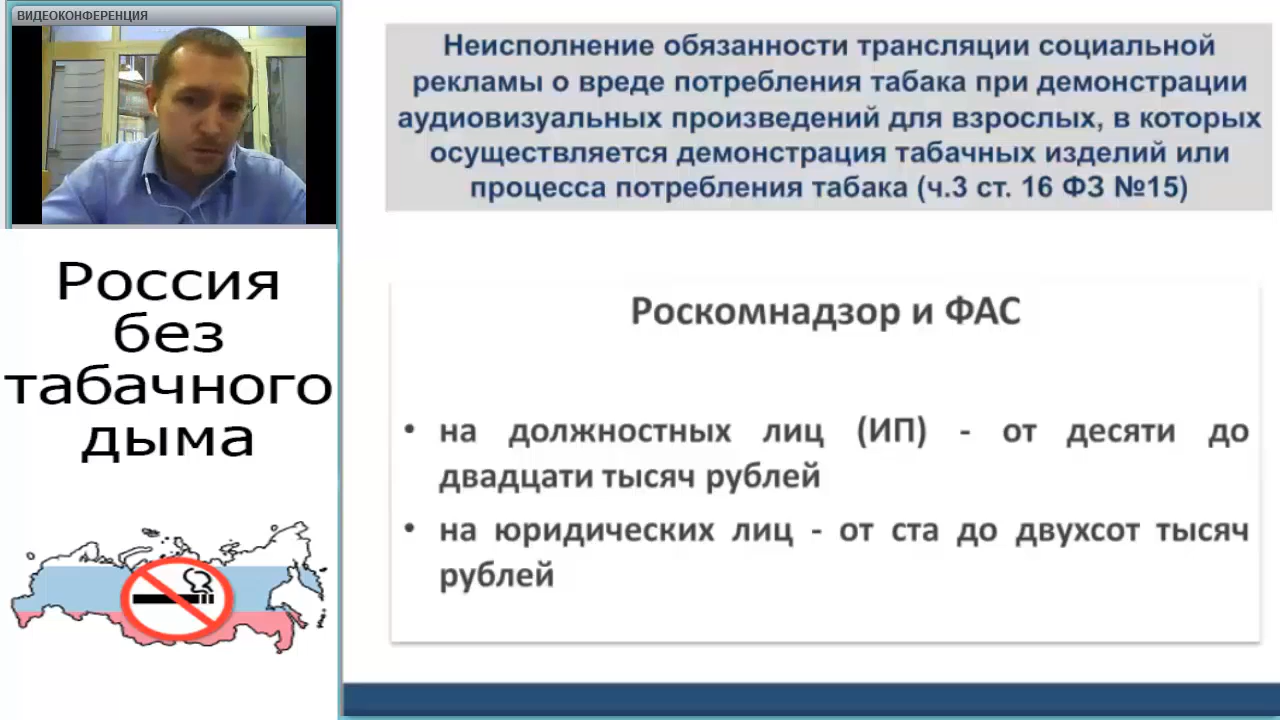 ВИДЕОКОНФЕРЕНЦИЯ
Неисполнение обязанности трансляции социальной
рекламы о вреде потребления табака при демонстрации
аудиовизуальных произведений для взрослых, в которых
осуществляется демонстрация табачных изделий или
процесса потребления табака (ч.3 ст. 16 ФЗ №15)
Россия
без
табачного
дыма
Роскомнадзор и ФАС
• на должностных лиц (ИП) - от десяти до
двадцати тысяч рублей
• на юридических лиц - от ста до двухсот тысяч
рублей